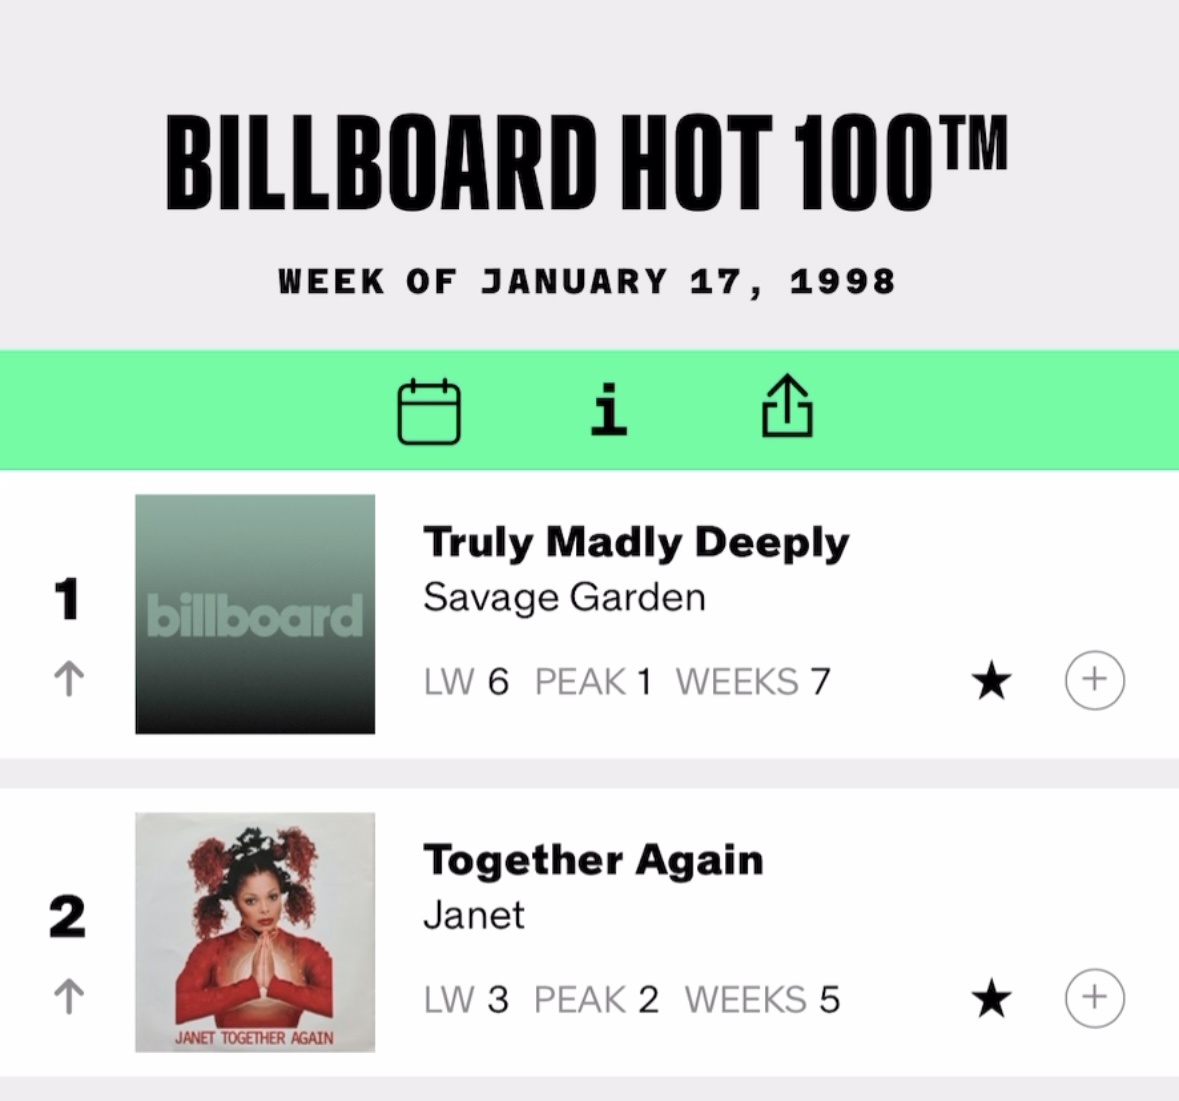 BILLBOARD HOT 100™
WEEK OF JANUARY 17, 1998
i
1
billboard
Truly Madly Deeply
Savage Garden
LW 6 PEAK 1 WEEKS 7
2
JANET TOGETHER AGAIN
Together Again
Janet
LW 3 PEAK 2 WEEKS 5